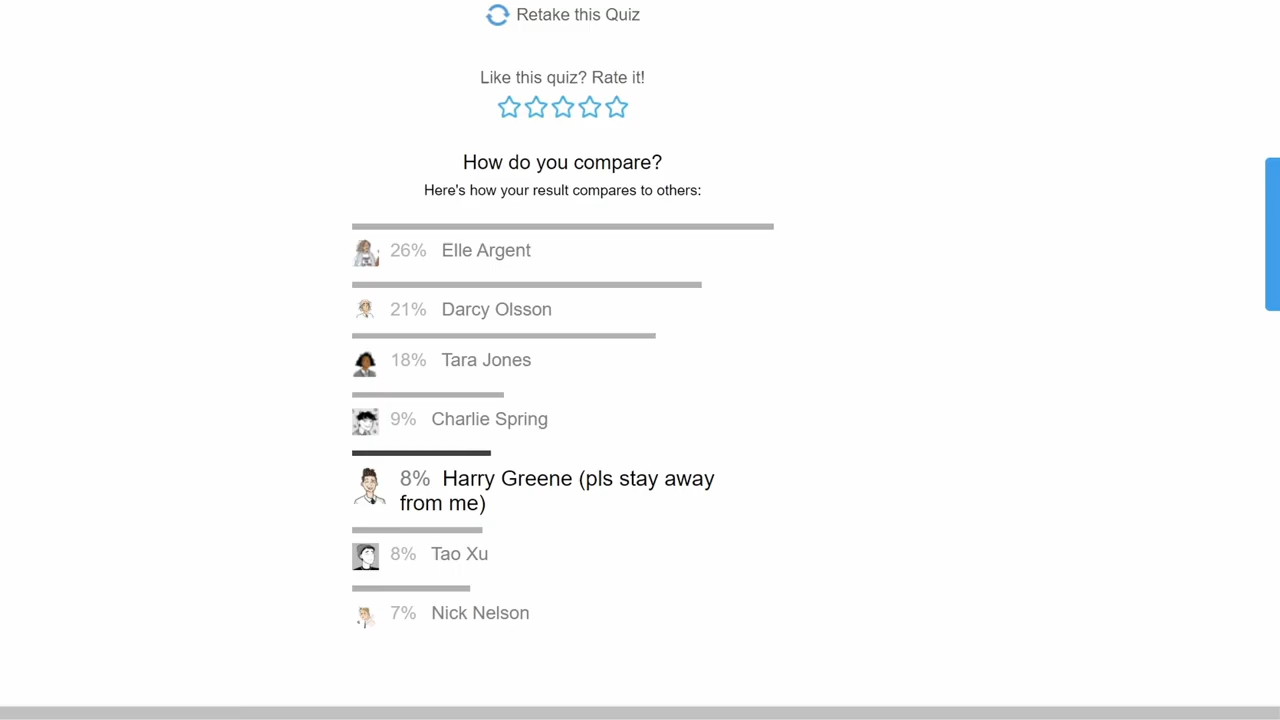 Retake this Quiz
Like this quiz? Rate it!
How do you compare?
Here's how your result compares to others:
26% Elle Argent
21% Darcy Olsson
18% Tara Jones
9% Charlie Spring
8% Harry Greene (pls stay away
from me)
8% Tao Xu
7% Nick Nelson